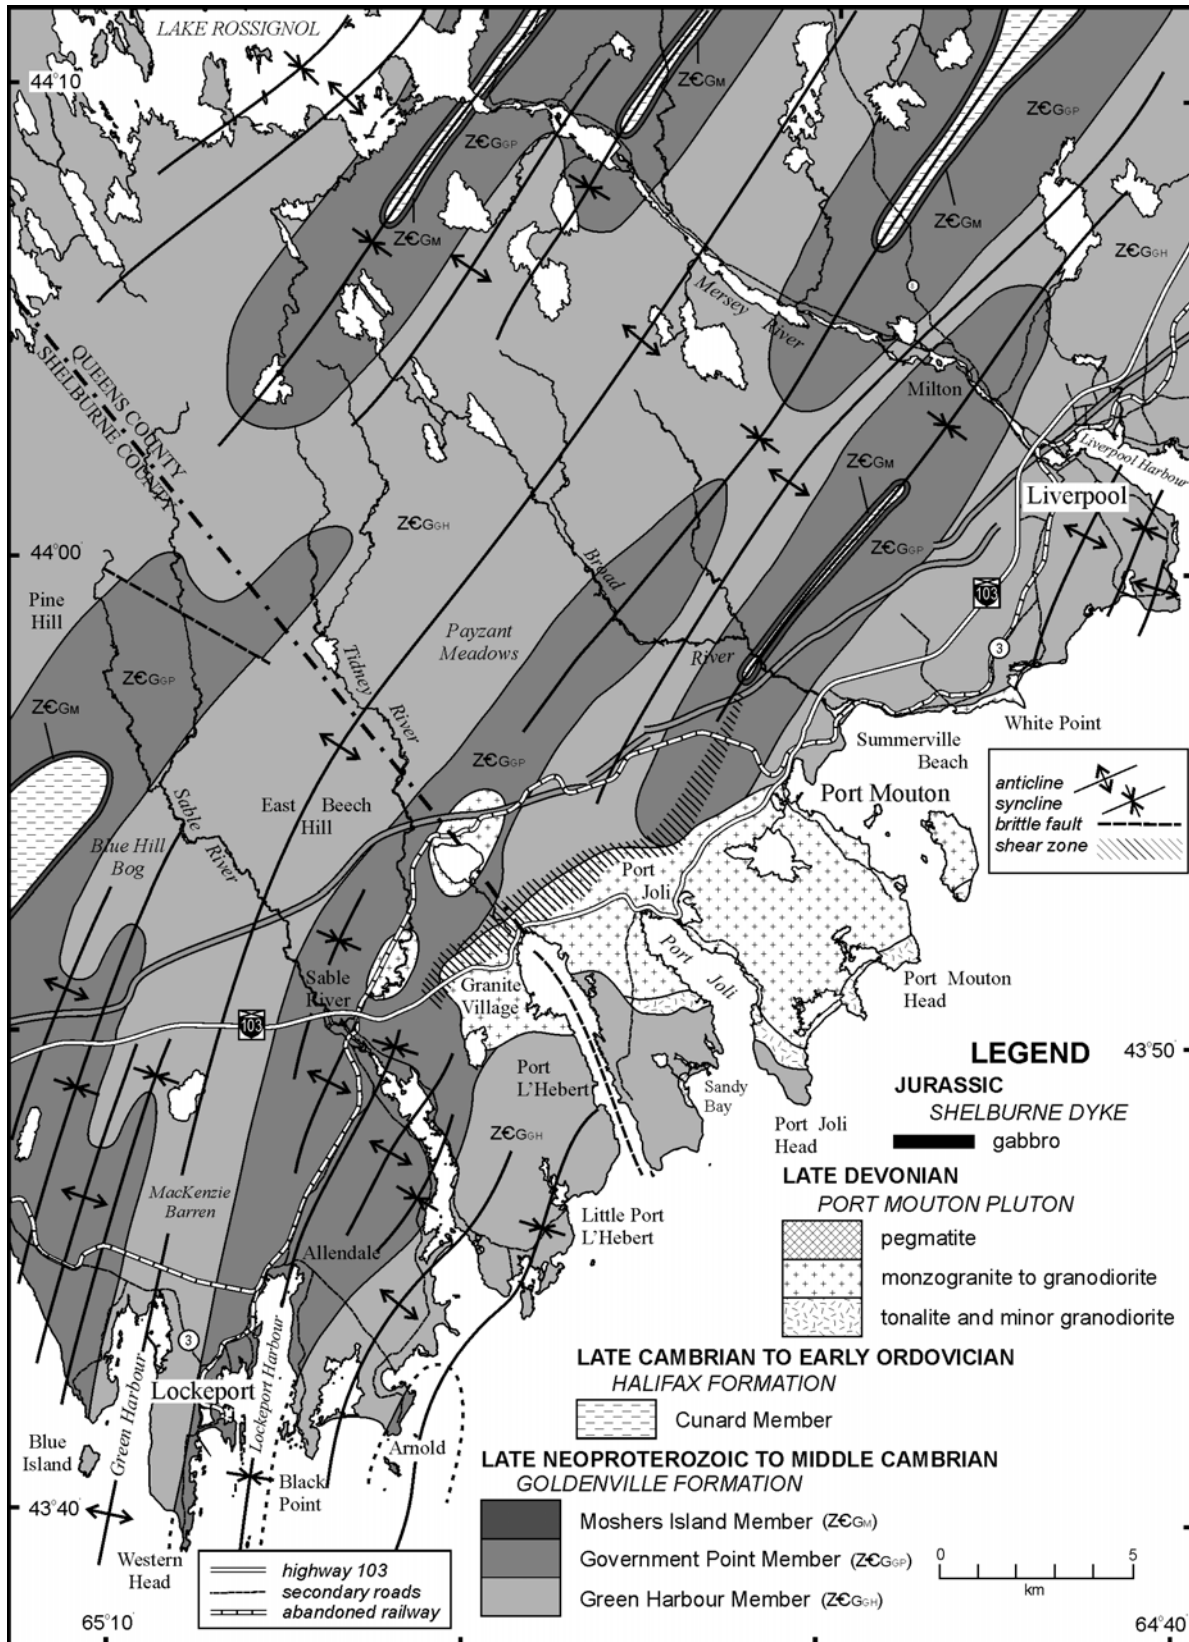 LAKE ROSSIGNOL
44°10'
ZЄGGP
ZЄGM
ZЄGM
ZЄGGP
ZЄGM
ZЄGGH
Mersey River
QUEENS COUNTY
SHELBURNE COUNTY
Milton
Liverpool Harbour
ZЄGM
Liverpool
ZЄGGH
ZЄGGP
44°00'
Broad
River
103
Pine
Hill
Payzant
Meadows
Tidney
River
3
ZЄGGP
ZЄGM
White Point
Summerville
Beach
ZЄGGP
Port Mouton
anticline
syncline
brittle fault
shear zone
East Beech
Hill
Sable
River
Blue Hill
Bog
Port
Joli
Port
Joli
Sable
River
Granite
Village
Port Mouton
Head
103
43°50'
Port
L'Hebert
Sandy
Bay
Port Joli
Head
ZЄGGH
MacKenzie
Barren
Little Port
L'Hebert
Allendale
3
Green Harbour
Lockeport
Lockeport Harbour
Blue
Island
Arnold
Black
Point
43°40'
Western
Head
LEGEND
JURASSIC
SHELBURNE DYKE
gabbro
LATE DEVONIAN
PORT MOUTON PLUTON
pegmatite
monzogranite to granodiorite
tonalite and minor granodiorite
LATE CAMBRIAN TO EARLY ORDOVICIAN
HALIFAX FORMATION
Cunard Member
LATE NEOPROTEROZOIC TO MIDDLE CAMBRIAN
GOLDENVILLE FORMATION
Moshers Island Member (ZЄGM)
Government Point Member (ZЄGGP)
Green Harbour Member (ZЄGGH)
highway 103
secondary roads
abandoned railway
0 5
km
65°10'
64°40'